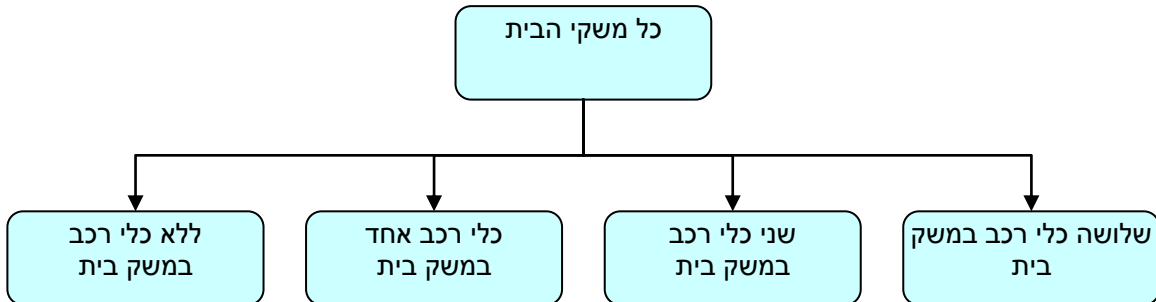 כל משקי הבית
שלושה כלי רכב במשק
בית
שני כלי רכב
במשק בית
כלי רכב אחד
במשק בית
ללא כלי רכב
במשק בית